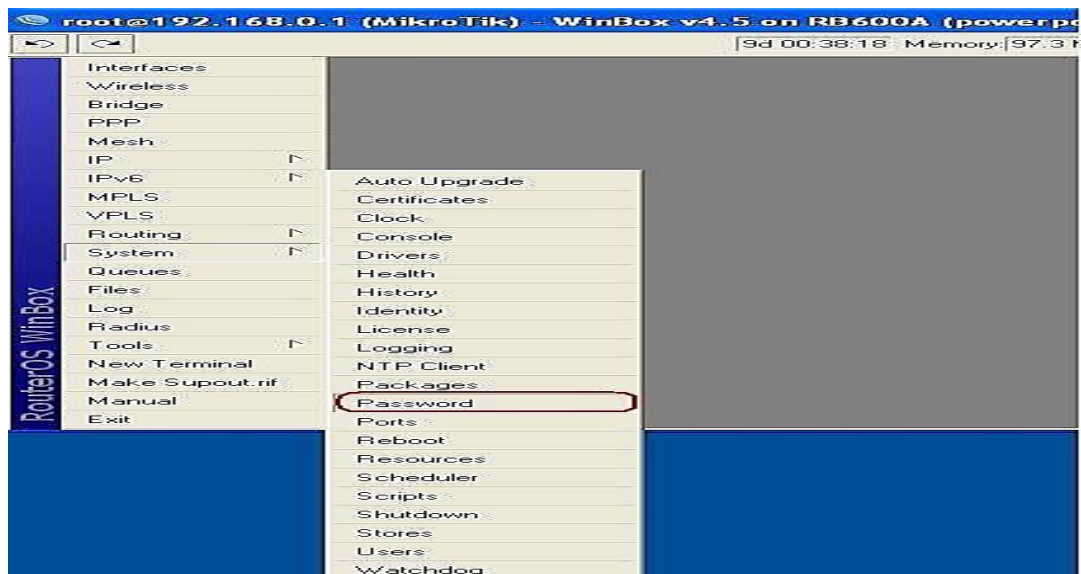 root@192.168.0.1 (MikroTik) - WinBox v4.5 on RB600A (powerp
9d 00:38:18 Memory: 97.3
Interfaces
Wireless
Bridge
PPP
Mesh
IP
IPv6
MPLS
VPLS
Routing
System
Queues
Files
Log
Radius
Tools
New Terminal
Make Supout.rif
Manual
Exit
Auto Upgrade
Certificates
Clock
Console
Drivers
Health
History
Identity
License
Logging
NTP Client
Packages
Password
Ports
Reboot
Resources
Scheduler
Scripts
Shutdown
Stores
Users
Watchdog
RouterOS WinBox